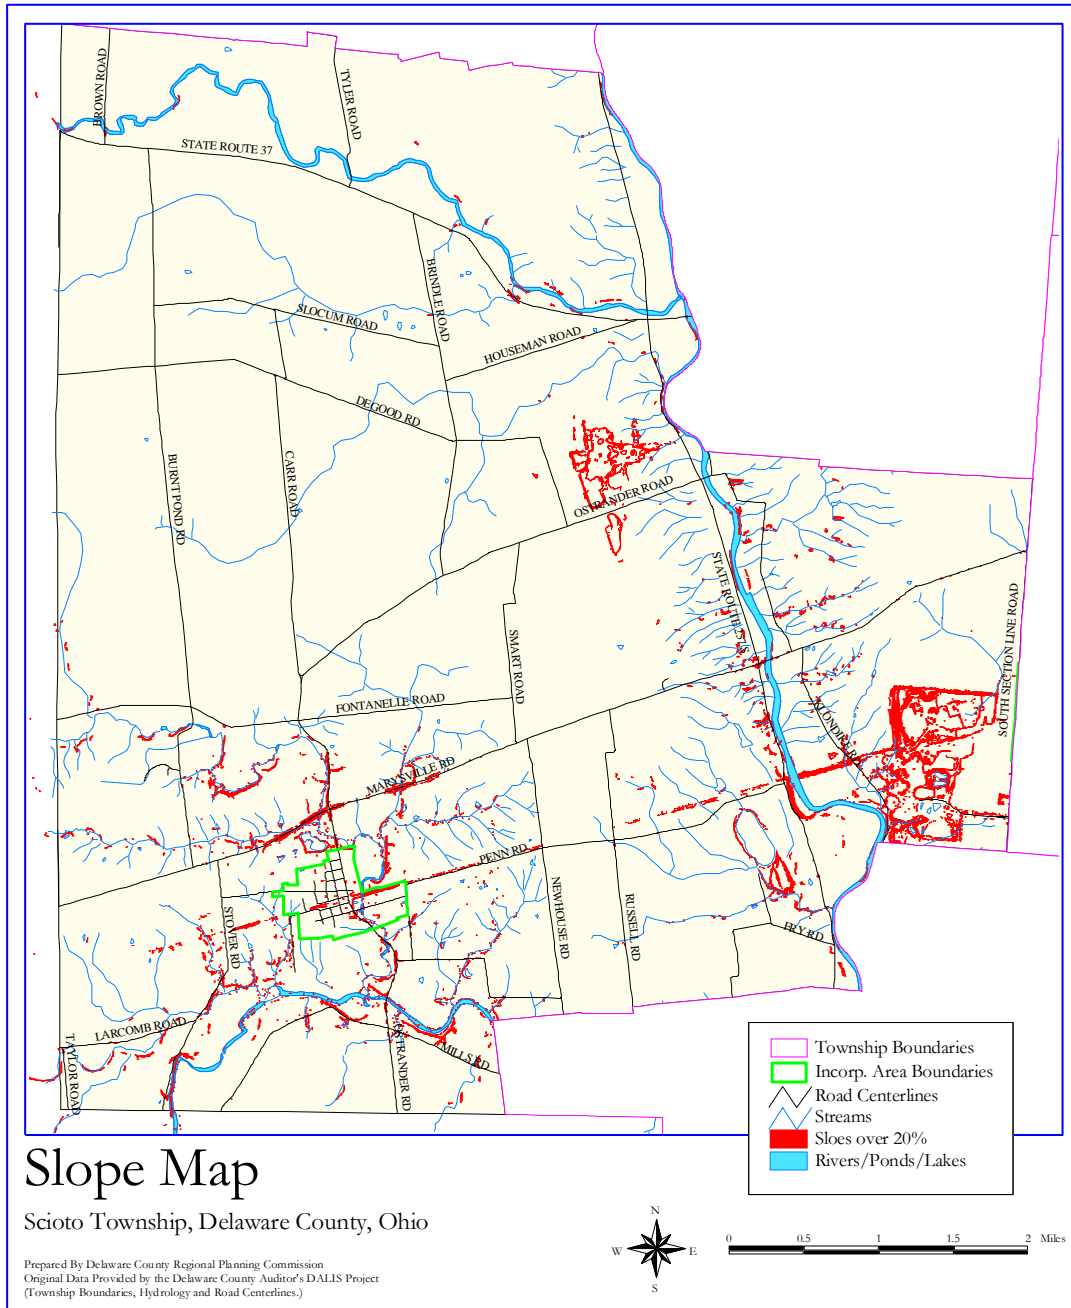 BROWN ROAD
TYLER ROAD
STATE ROUTE 37
BRINDLE ROAD
SLOCUM ROAD
HOUSEMAN ROAD
DEGOOD RD
BURNT POND RD
CARR ROAD
OSTRANDER ROAD
STATE ROUTE 257 S
SMART ROAD
SOUTH SECTION LINE ROAD
FONTANELLE ROAD
KLONDIKE RD
MARYSVILLE RD
PENN RD
STOVER RD
NEWHOUSE RD
RUSSELL RD
FRY RD
LARCOMB ROAD
TAYLOR ROAD
OSTRANDER RD
MILLS RD
Township Boundaries
Incorp. Area Boundaries
Road Centerlines
Streams
Sloes over 20%
Rivers/Ponds/Lakes
Slope Map
Scioto Township, Delaware County, Ohio
Prepared By Delaware County Regional Planning Commission
Original Data Provided by the Delaware County Auditor's DALIS Project
(Township Boundaries, Hydrology and Road Centerlines.)
N
W E
S
0 0.5 1 1.5 2 Miles